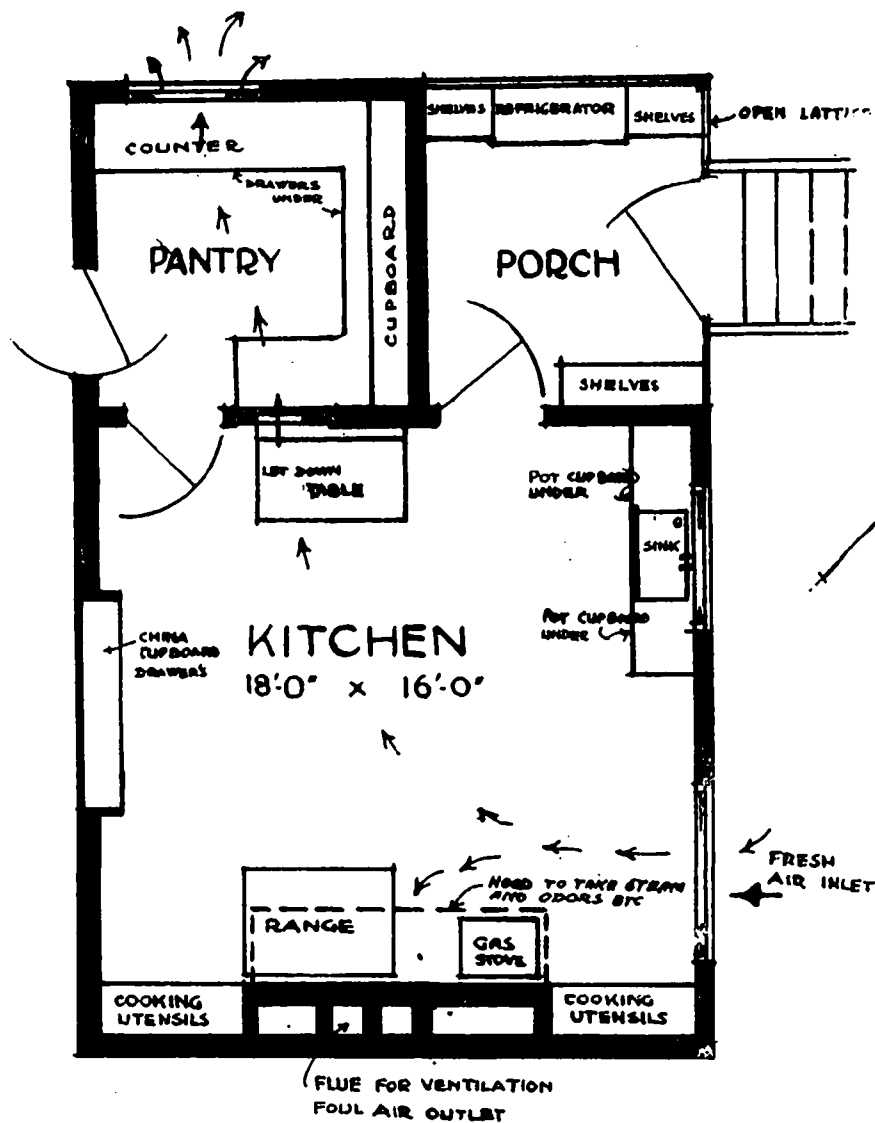 SHELVES
REFRIGERATOR
SHELVES
OPEN LATTICE
COUNTER
DRAWERS
UNDER
PANTRY
CUPBOARD
PORCH
SHELVES
LET DOWN
TABLE
POT CUPBOARD
UNDER
SINK
POT CUPBOARD
UNDER
CHINA
CUPBOARD
DRAWERS
KITCHEN
18'-0" x 16'-0"
FRESH
AIR INLET
HOOD TO TAKE STEAM
AND ODORS ETC
RANGE
GAS
STOVE
COOKING
UTENSILS
COOKING
UTENSILS
FLUE FOR VENTILATION
FOUL AIR OUTLET